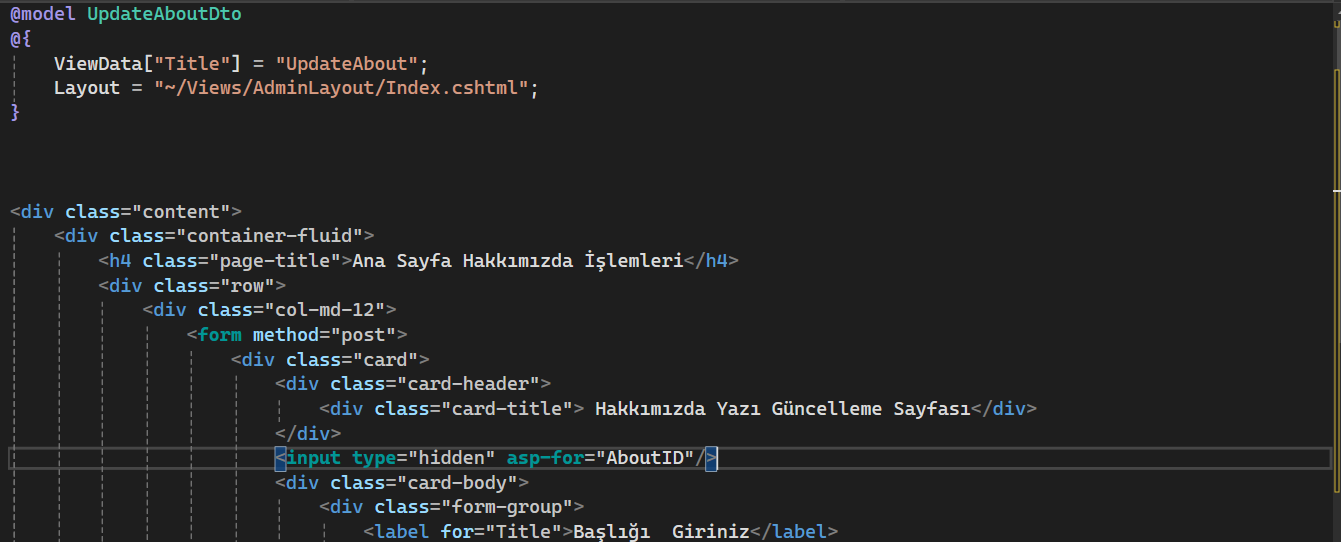 @model UpdateAboutDto
@{
ViewData["Title"] = "UpdateAbout";
Layout = "~/Views/AdminLayout/Index.cshtml";
}
<div class="content">
<div class="container-fluid">
<h4 class="page-title">Ana Sayfa Hakkımızda İşlemleri</h4>
<div class="row">
<div class="col-md-12">
<form method="post">
<div class="card">
<div class="card-header">
<div class="card-title"> Hakkımızda Yazı Güncelleme Sayfası</div>
</div>
<input type="hidden" asp-for="AboutID"/>
<div class="card-body">
<div class="form-group">
<label for="Title">Başlığı  Giriniz</label>